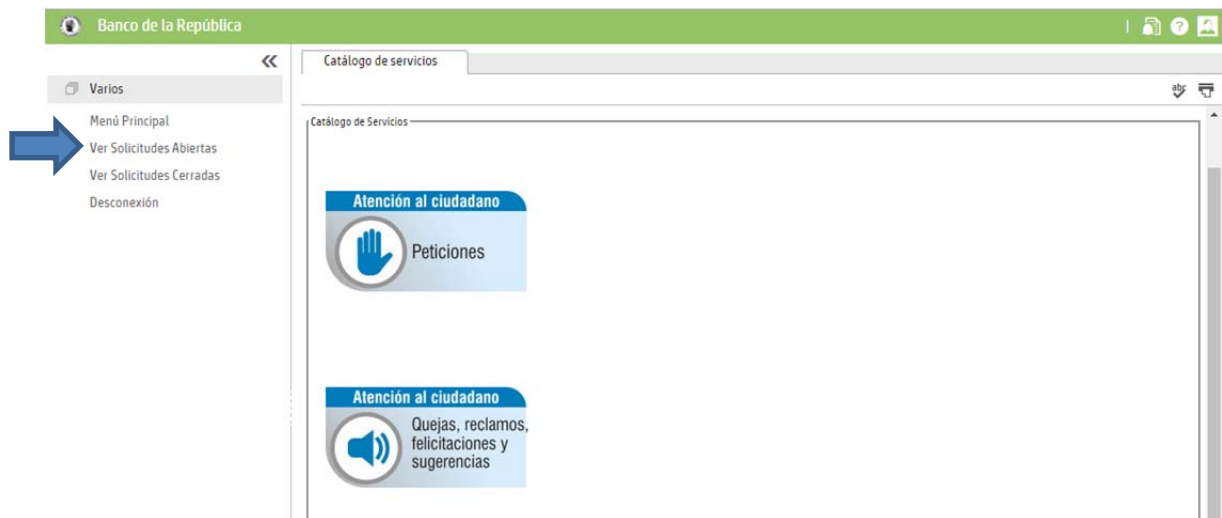 Banco de la República
Catálogo de servicios
Varios
abc
Menú Principal
Ver Solicitudes Abiertas
Ver Solicitudes Cerradas
Desconexión
Catálogo de Servicios
Atención al ciudadano
Peticiones
Atención al ciudadano
Quejas, reclamos,
felicitaciones y
sugerencias